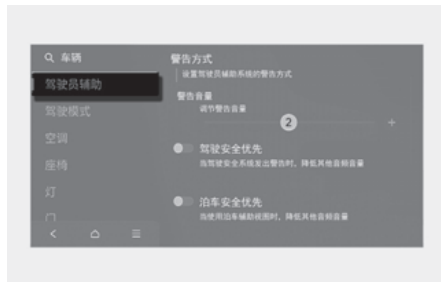 车辆
驾驶员辅助
驾驶模式
空调
座椅
灯
门
警告方式
设置驾驶员辅助系统的警告方式
警告音量
调节警告音量
2
+
驾驶安全优先
当驾驶安全系统发出警告时，降低其他音频音量
泊车安全优先
当使用泊车辅助视图时，降低其他音频音量